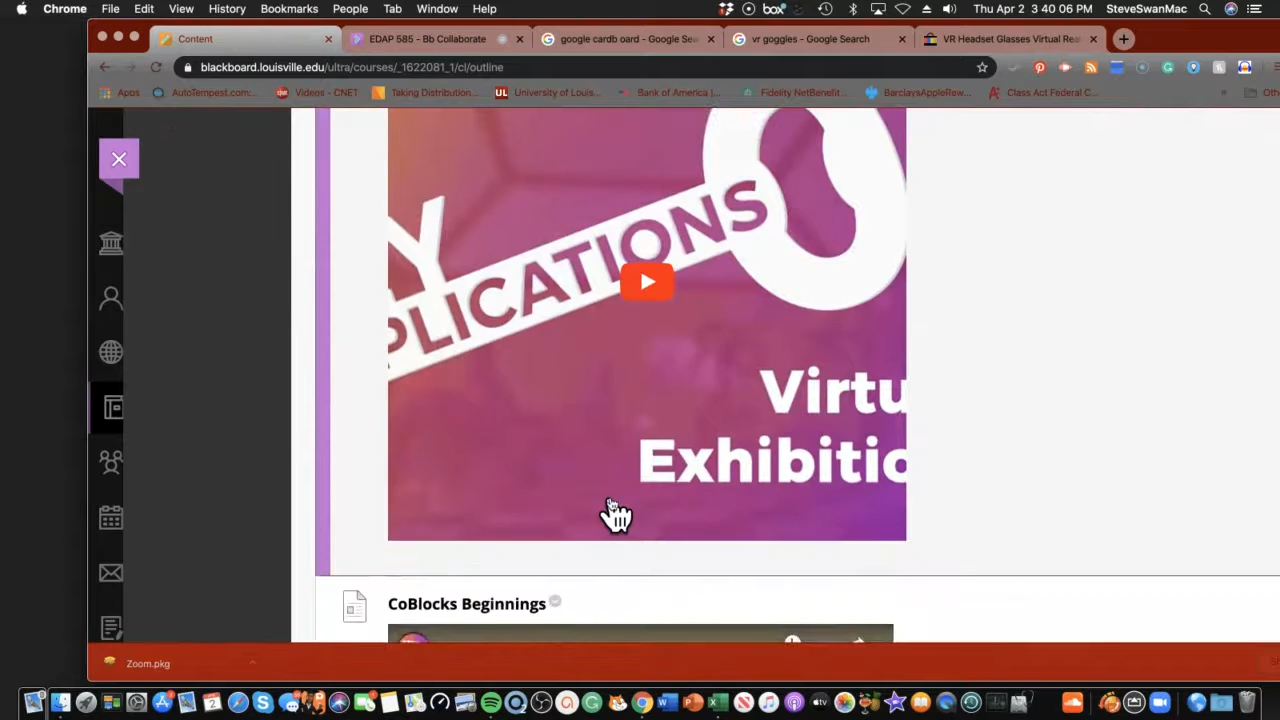 Chrome File Edit View History Bookmarks People Tab Window Help box Thu Apr 2 3:40:06 PM SteveSwanMac
Content EDAP 585 - Bb Collaborate google cardb oard - Google Sea vr goggles - Google Search VR Headset Glasses Virtual Rea
blackboard.louisville.edu/ultra/courses/_1622081_1/cl/outline
Apps AutoTempest.com:... Videos - CNET Taking Distribution... UL University of Louis... Bank of America |... Fidelity NetBenefit... BarclaysAppleRew... Class Act Federal C... » Oth
Y O
PLICATIONS
Virtu
Exhibitio
CoBlocks Beginnings
Zoom.pkg